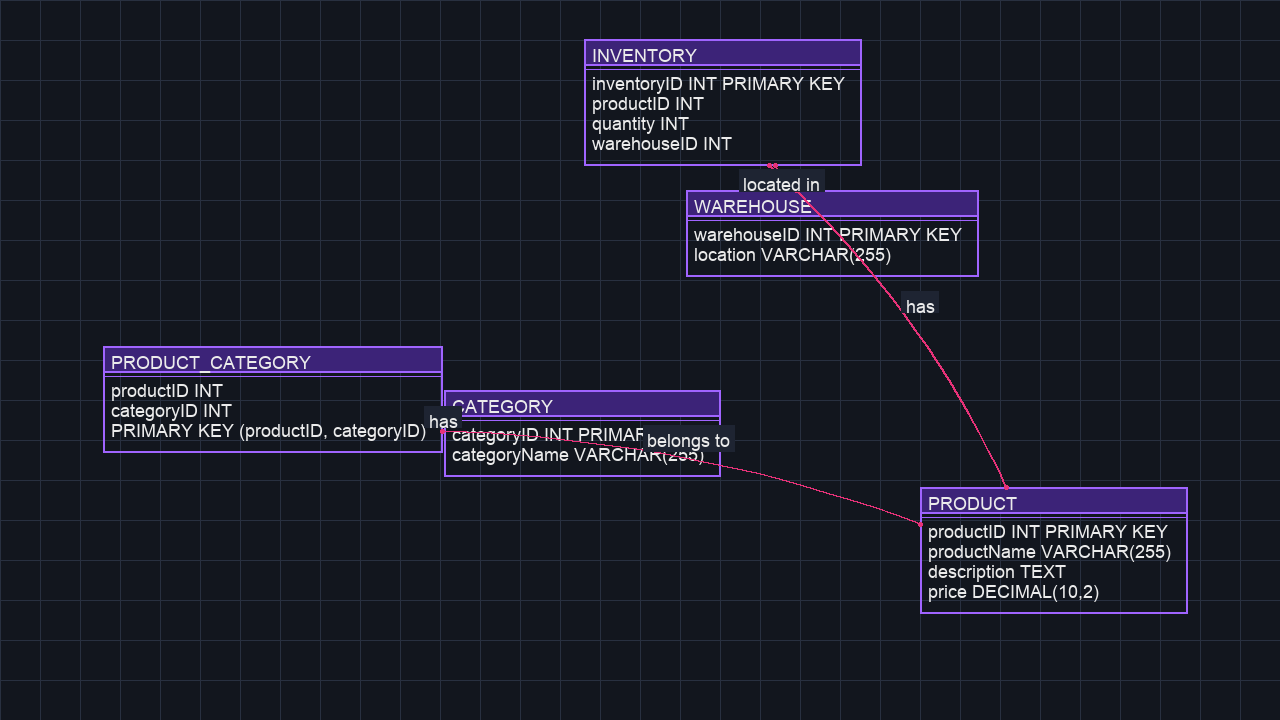 INVENTORY
inventoryID INT PRIMARY KEY
productID INT
quantity INT
warehouseID INT
located in
WAREHOUSE
warehouseID INT PRIMARY KEY
location VARCHAR(255)
has
PRODUCT_CATEGORY
productID INT
categoryID INT
PRIMARY KEY (productID, categoryID)
has
CATEGORY
categoryID INT
categoryName VARCHAR(255)
belongs to
PRODUCT
productID INT PRIMARY KEY
productName VARCHAR(255)
description TEXT
price DECIMAL(10,2)